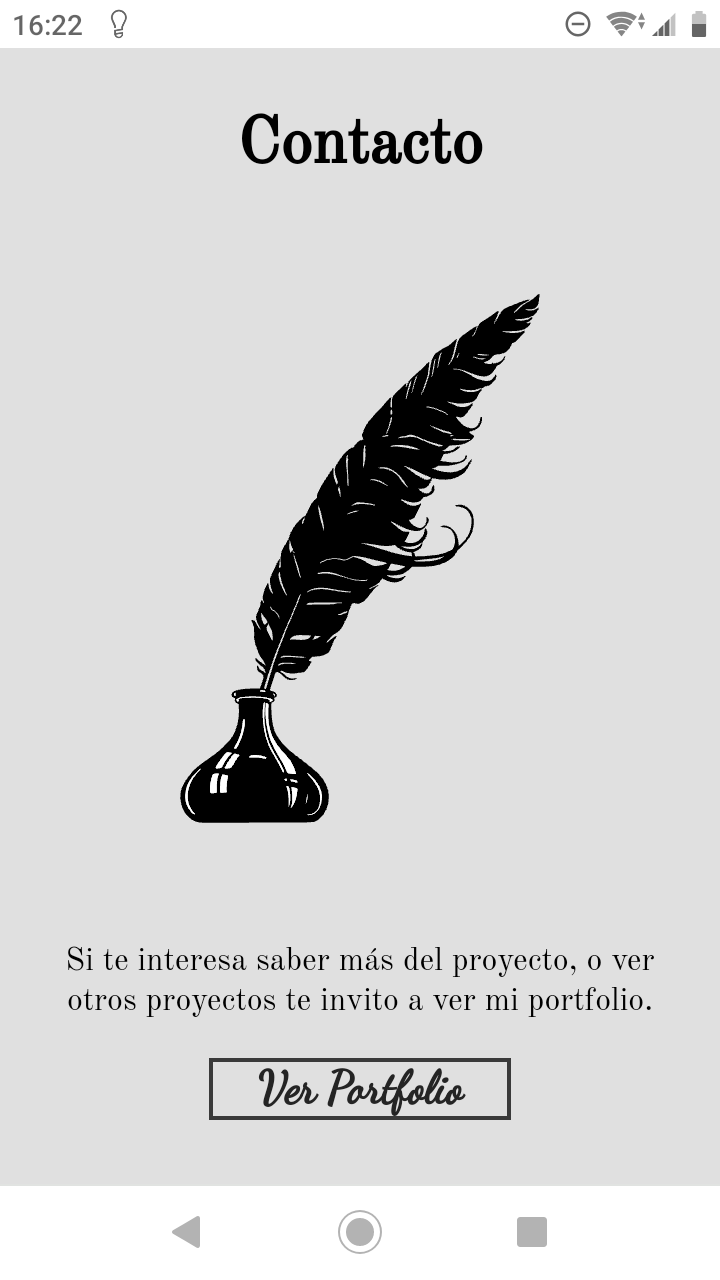 16:22
Contacto
Si te interesa saber más del proyecto, o ver
otros proyectos te invito a ver mi portfolio.
Ver Portfolio